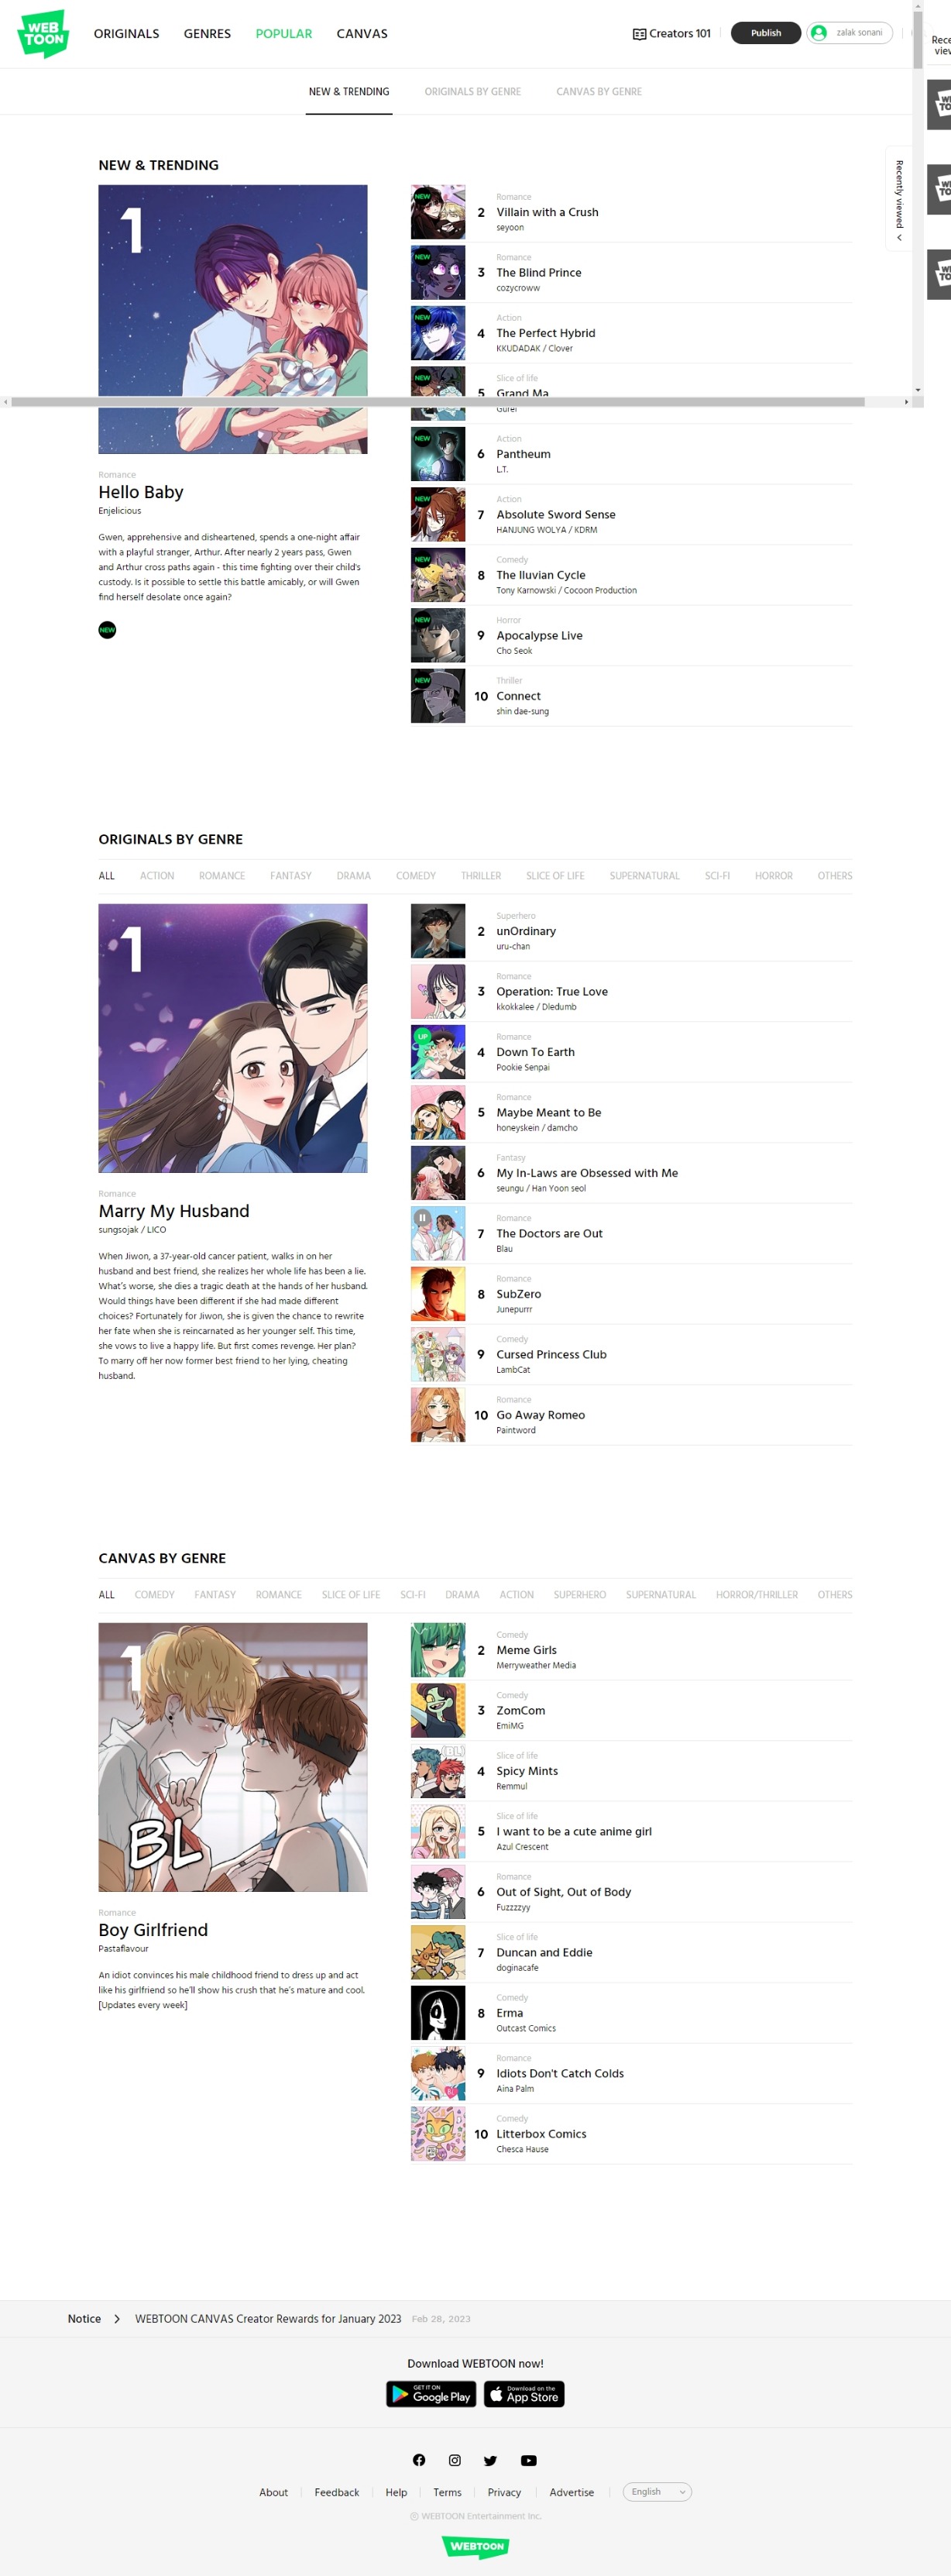 WEB
TOON
ORIGINALS GENRES POPULAR CANVAS
Creators 101
Publish
zalak sonani
NEW & TRENDING ORIGINALS BY GENRE CANVAS BY GENRE
Recently viewed
NEW & TRENDING
1
Romance
Hello Baby
Enjelicious
Gwen, apprehensive and disheartened, spends a one-night affair
with a playful stranger, Arthur. After nearly 2 years pass, Gwen
and Arthur cross paths again - this time fighting over their child's
custody. Is it possible to settle this battle amicably, or will Gwen
find herself desolate once again?
NEW
NEW
Romance
2 Villain with a Crush
seyoon
NEW
Romance
3 The Blind Prince
cozycroww
NEW
Action
4 The Perfect Hybrid
KKUDADAK / Clover
NEW
Slice of life
5 Grand Ma
Gurei
NEW
Action
6 Pantheum
L.T.
NEW
Action
7 Absolute Sword Sense
HANJUNG WOLYA / KDRM
NEW
Comedy
8 The Iluvian Cycle
Tony Karnowski / Cocoon Production
NEW
Horror
9 Apocalypse Live
Cho Seok
NEW
Thriller
10 Connect
shin dae-sung
ORIGINALS BY GENRE
ALL ACTION ROMANCE FANTASY DRAMA COMEDY THRILLER SLICE OF LIFE SUPERNATURAL SCI-FI HORROR OTHERS
1
Romance
Marry My Husband
sungsojak / LICO
When Jiwon, a 37-year-old cancer patient, walks in on her
husband and best friend, she realizes her whole life has been a lie.
What's worse, she dies a tragic death at the hands of her husband.
Would things have been different if she had made different
choices? Fortunately for Jiwon, she is given the chance to rewrite
her fate when she is reincarnated as her younger self. This time,
she vows to live a happy life. But first comes revenge. Her plan?
To marry off her now former best friend to her lying, cheating
husband.
Superhero
2 unOrdinary
uru-chan
Romance
3 Operation: True Love
kkokkalee / Dledumb
UP
Romance
4 Down To Earth
Pookie Senpai
Romance
5 Maybe Meant to Be
honeyskein / damcho
Fantasy
6 My In-Laws are Obsessed with Me
seungu / Han Yoon seol
Romance
7 The Doctors are Out
Blau
Romance
8 SubZero
Junepurrr
Comedy
9 Cursed Princess Club
LambCat
Romance
10 Go Away Romeo
Paintword
CANVAS BY GENRE
ALL COMEDY FANTASY ROMANCE SLICE OF LIFE SCI-FI DRAMA ACTION SUPERHERO SUPERNATURAL HORROR/THRILLER OTHERS
1
BL
Romance
Boy Girlfriend
Pastaflavour
An idiot convinces his male childhood friend to dress up and act
like his girlfriend so he'll show his crush that he's mature and cool.
[Updates every week]
Comedy
2 Meme Girls
Merryweather Media
Comedy
3 ZomCom
EmiMG
(BL)
Slice of life
4 Spicy Mints
Remmul
Slice of life
5 I want to be a cute anime girl
Azul Crescent
Romance
6 Out of Sight, Out of Body
Fuzzzzyy
Slice of life
7 Duncan and Eddie
doginacafe
Comedy
8 Erma
Outcast Comics
Romance
9 Idiots Don't Catch Colds
Aina Palm
Comedy
10 Litterbox Comics
Chesca Hause
Notice WEBTOON CANVAS Creator Rewards for January 2023 Feb 28, 2023
Download WEBTOON now!
GET IT ON
Google Play
Download on the
App Store
About Feedback Help Terms Privacy Advertise English
ⓒ WEBTOON Entertainment Inc.
WEBTOON